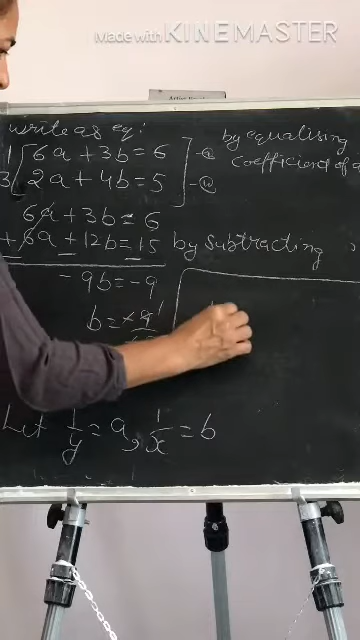 Made with KINEMASTER
write as eq:
1 6a + 3b = 6 by equalising
3 2a + 4b = 5 coefficient of a
6a + 3b = 6
6a + 12b = 15 by subtracting
- 9b = -9
b = -9 1
Let 1/y = a, 1/x = b